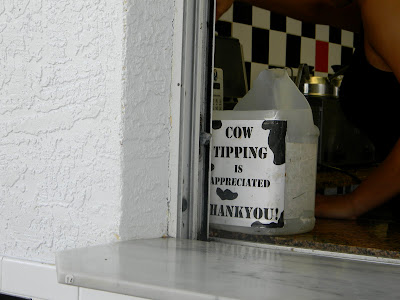 COW
TIPPING
IS
APPRECIATED
HANKYOU!